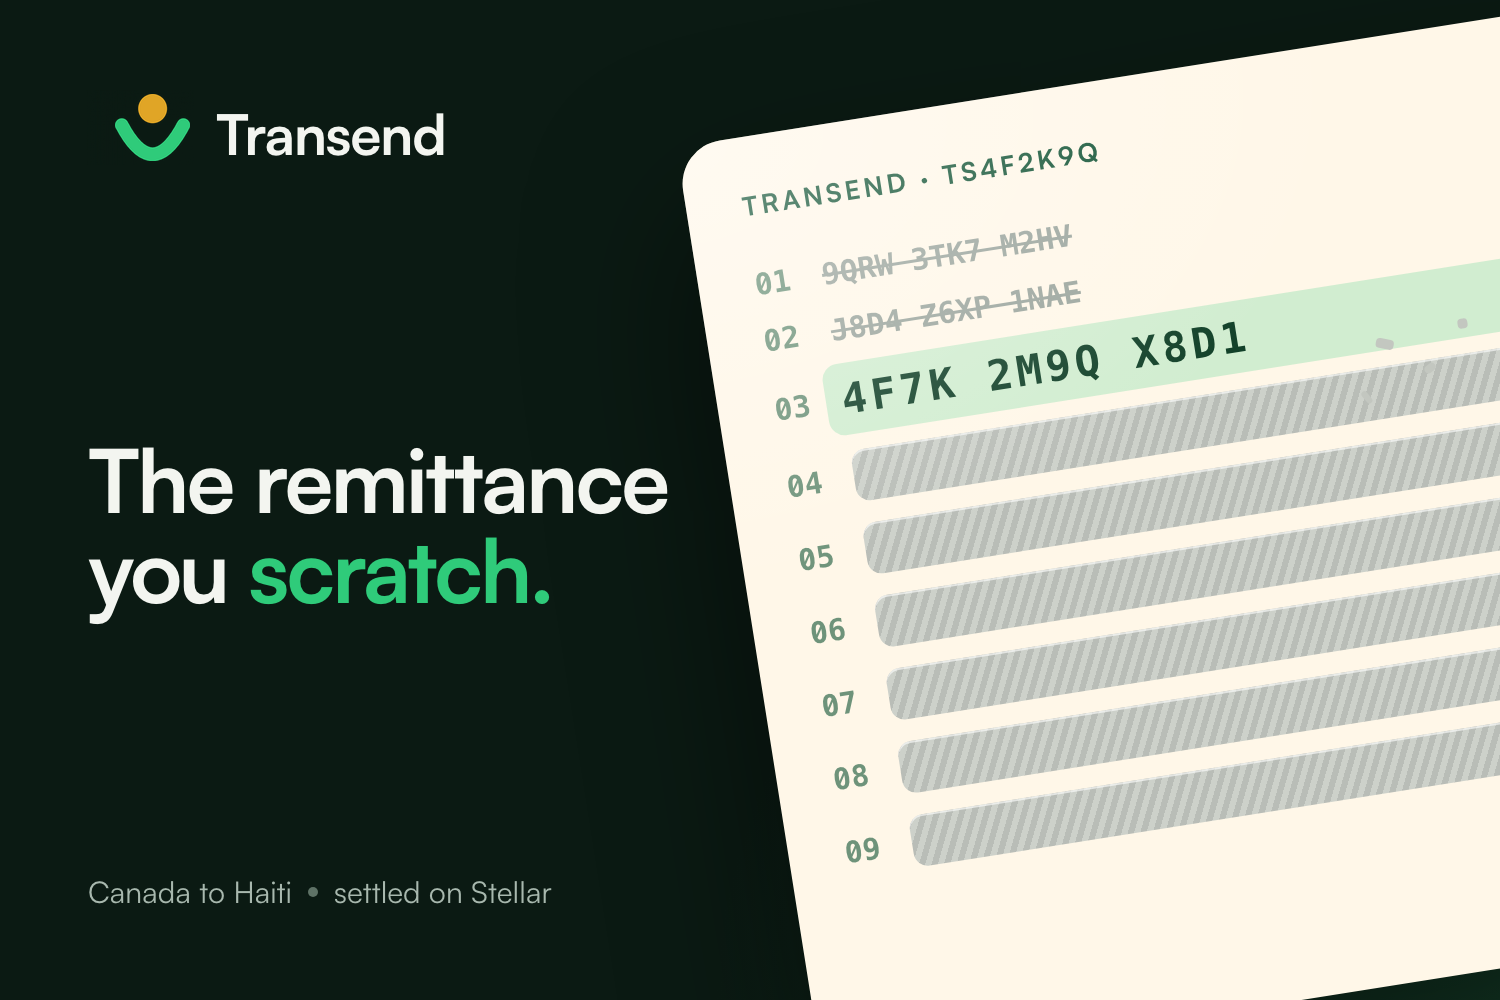 Transend
TRANSEND · TS4F2K9Q
01 9QRW 3TK7 M2HV
02 J8D4 Z6XP 1NAE
03 4F7K 2M9Q X8D1
04
05
06
07
08
09
The remittance
you scratch.
Canada to Haiti • settled on Stellar